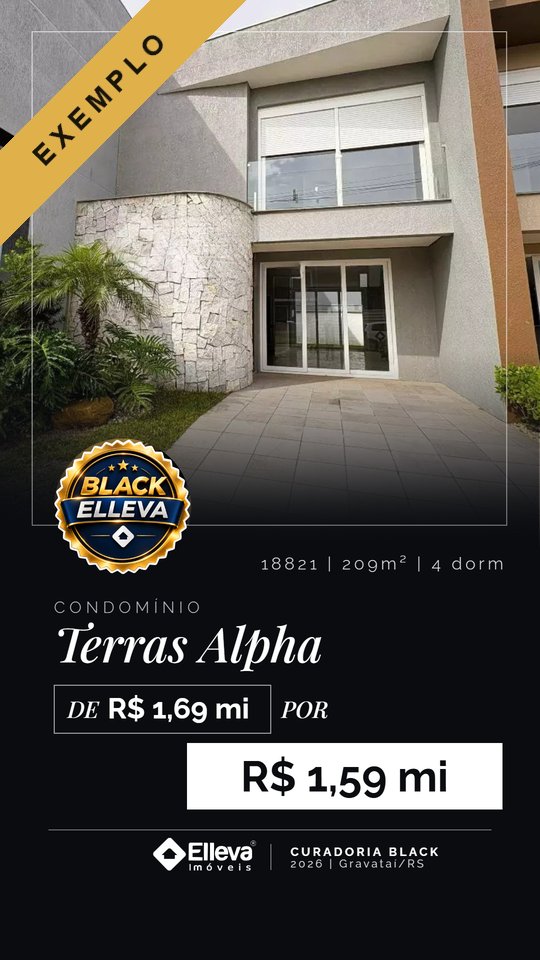 EXEMPLO
BLACK
ELLEVA
18821 | 209m² | 4 dorm
CONDOMÍNIO
Terras Alpha
DE R$ 1,69 mi POR
R$ 1,59 mi
Elleva®
Imóveis
CURADORIA BLACK
2026 | Gravataí/RS